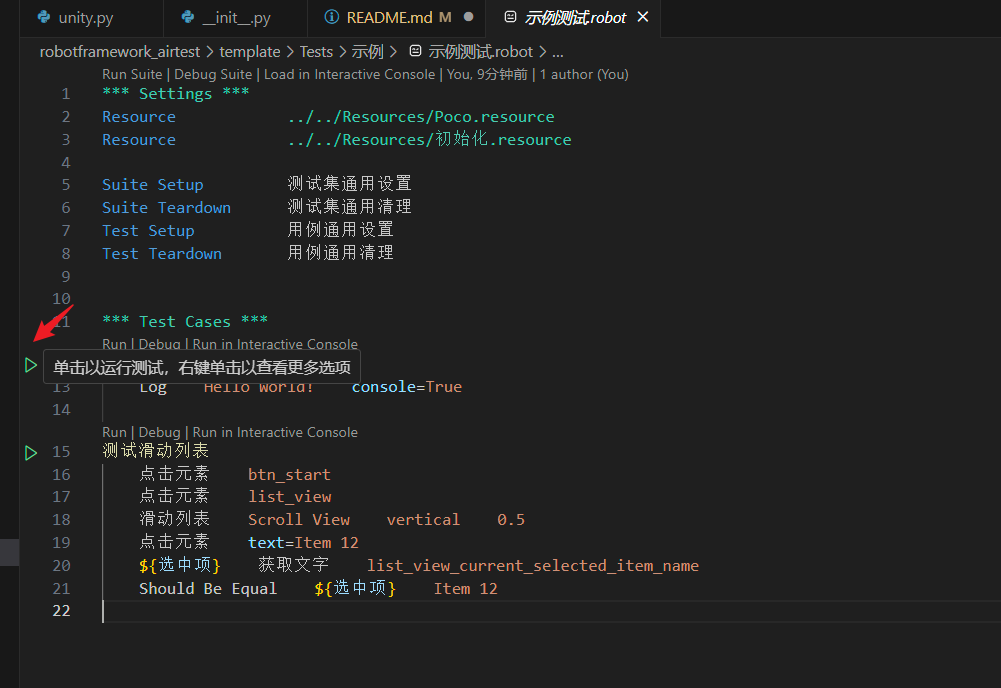 unity.py __init__.py README.md M 示例测试.robot
robotframework_airtest > template > Tests > 示例 > 示例测试.robot > ...
Run Suite | Debug Suite | Load in Interactive Console | You, 9分钟前 | 1 author (You)
1 *** Settings ***
2 Resource ../../Resources/Poco.resource
3 Resource ../../Resources/初始化.resource
4
5 Suite Setup 测试集通用设置
6 Suite Teardown 测试集通用清理
7 Test Setup 用例通用设置
8 Test Teardown 用例通用清理
9
10
11 *** Test Cases ***
Run | Debug | Run in Interactive Console
单击以运行测试，右键单击以查看更多选项
13 Log Hello World! console=True
14
Run | Debug | Run in Interactive Console
15 测试滑动列表
16 点击元素 btn_start
17 点击元素 list_view
18 滑动列表 Scroll View vertical 0.5
19 点击元素 text=Item 12
20 ${选中项} 获取文字 list_view_current_selected_item_name
21 Should Be Equal ${选中项} Item 12
22